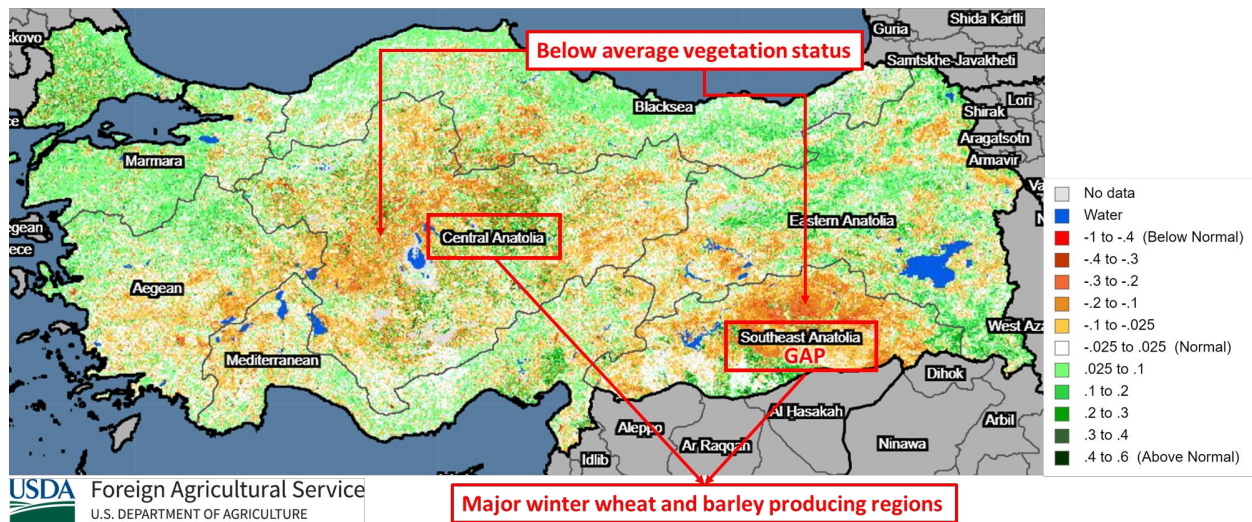 skovo
Guria
Shida Kartli
Below average vegetation status
Samtskhe-Javakheti
Blacksea
Lori
Shirak
Aragatsotn
Armavir
Marmara
No data
Water
Eastern Anatolia
-1 to -.4 (Below Normal)
egean
Central Anatolia
-.4 to -.3
-.3 to -.2
Aegean
-.2 to -.1
-.1 to -.025
West Aza
Southeast Anatolia
GAP
-.025 to .025 (Normal)
Mediterranean
.025 to .1
Dihok
.1 to .2
Al Hasakah
.2 to .3
Aleppo
Ar Raqqah
Ninawa
Arbil
.3 to .4
Idlib
.4 to .6 (Above Normal)
USDA Foreign Agricultural Service
U.S. DEPARTMENT OF AGRICULTURE
Major winter wheat and barley producing regions